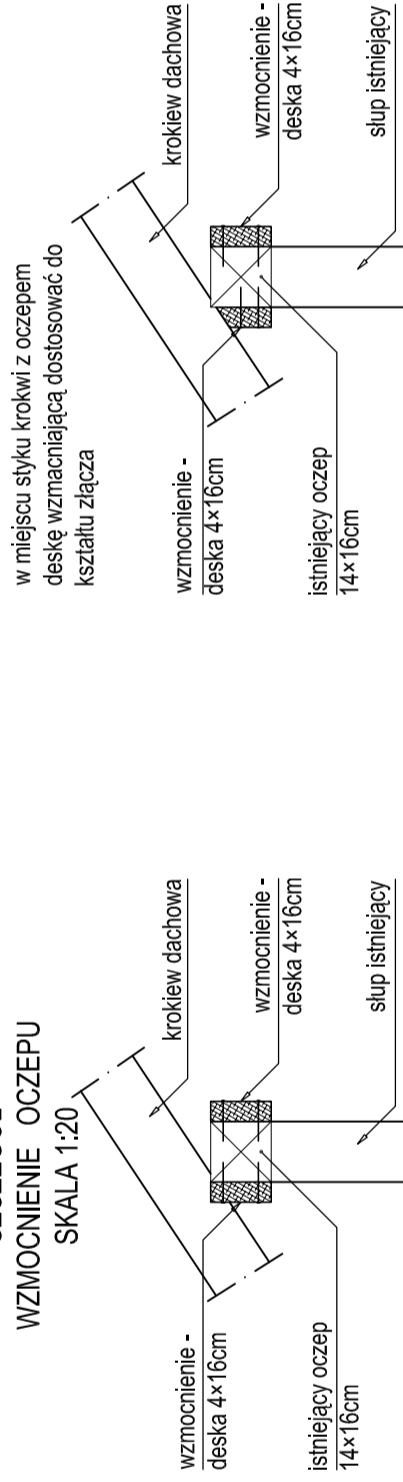 WZMOCNIENIE OCZEPU
SKALA 1:20
krokiew dachowa
wzmocnienie -
deska 4×16cm
wzmocnienie -
deska 4×16cm
istniejący oczep
14×16cm
słup istniejący
w miejscu styku krokwi z oczepem
deskę wzmacniającą dostosować do
kształtu złącza
krokiew dachowa
wzmocnienie -
deska 4×16cm
wzmocnienie -
deska 4×16cm
istniejący oczep
14×16cm
słup istniejący